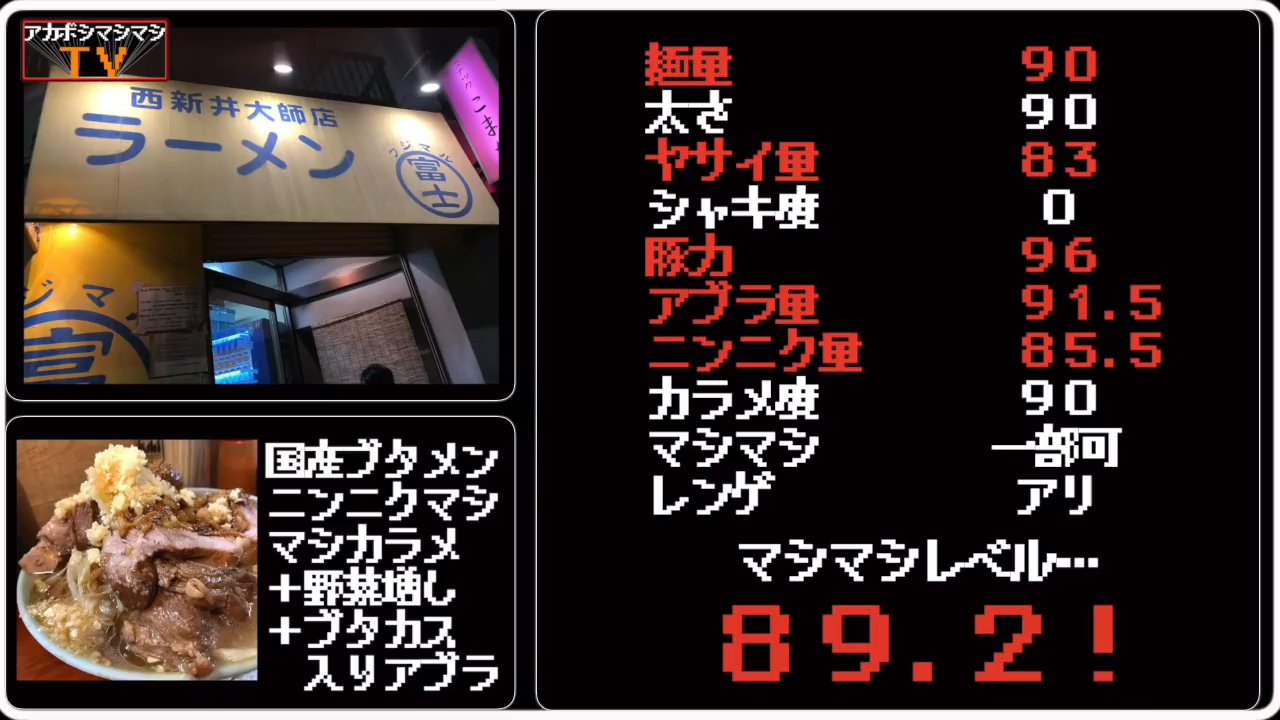 アカボシマシマシ
TV
西新井大師店
ラーメン
フジマル
富士
こま
ジマ
富
国産ブタメン
ニンニクマシ
マシカラメ
＋野菜増し
＋ブタカス
入りアブラ
麺量 90
太さ 90
ヤサイ量 83
シャキ度 0
豚力 96
アブラ量 91.5
ニンニク量 85.5
カラメ度 90
マシマシ 一部可
レンゲ アリ
マシマシレベル…
89.2!